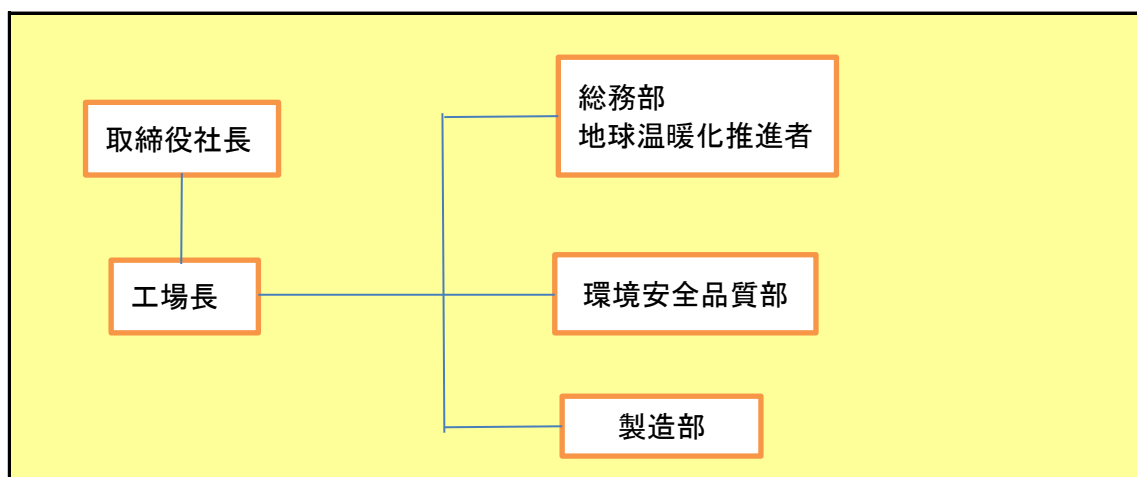 取締役社長
工場長
総務部
地球温暖化推進者
環境安全品質部
製造部